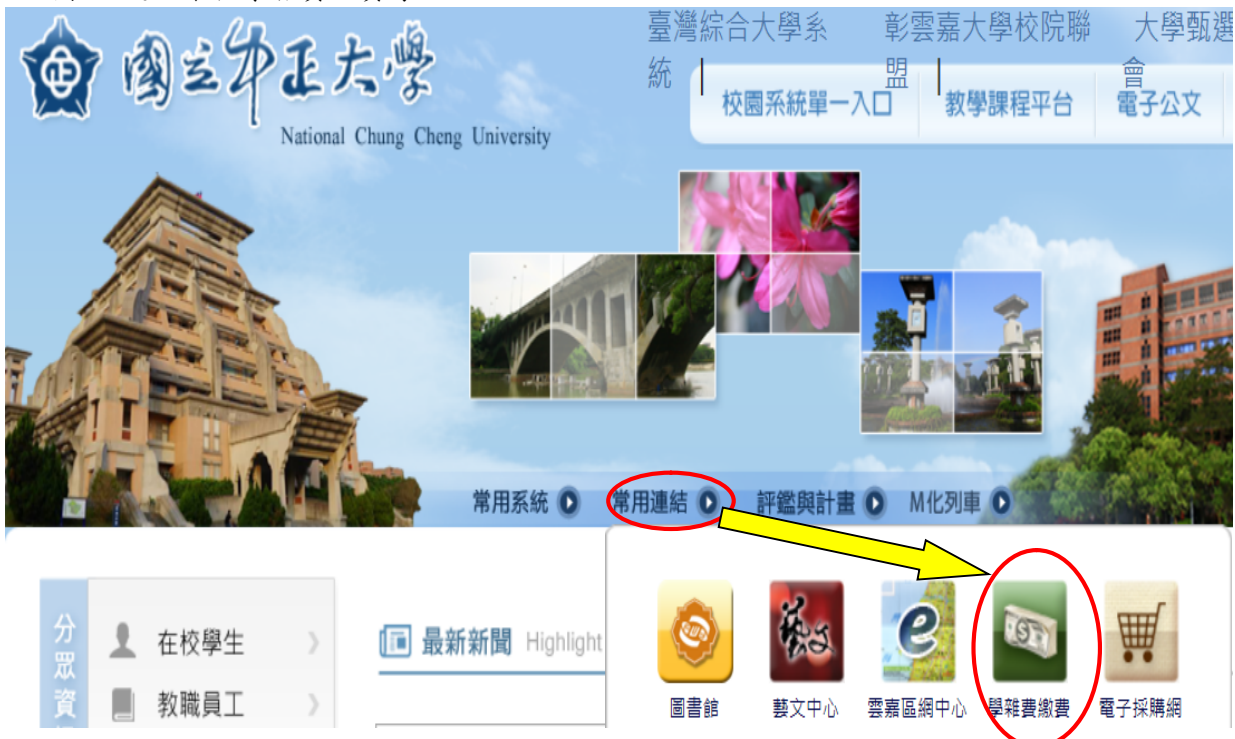 國立中正大學
National Chung Cheng University
臺灣綜合大學系統 |
彰雲嘉大學校院聯盟 |
大學甄選會
校園系統單一入口
教學課程平台
電子公文
常用系統
常用連結
評鑑與計畫
M化列車
分眾資
在校學生
教職員工
最新新聞 Highlight
圖書館
藝文
藝文中心
e
雲嘉區網中心
學雜費繳費
電子採購網